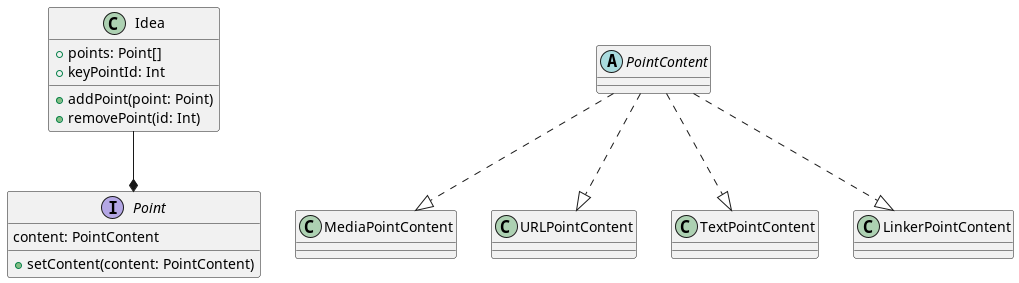 C Idea
points: Point[]
keyPointId: Int
addPoint(point: Point)
removePoint(id: Int)
I Point
content: PointContent
setContent(content: PointContent)
A PointContent
C MediaPointContent
C URLPointContent
C TextPointContent
C LinkerPointContent